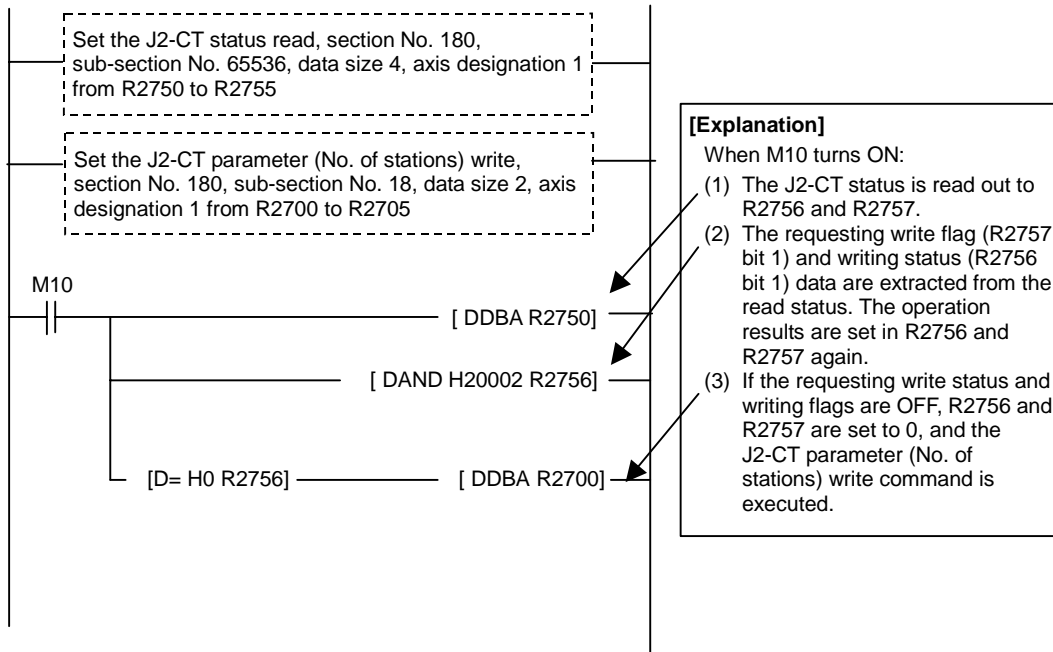 Set the J2-CT status read, section No. 180,
sub-section No. 65536, data size 4, axis designation 1
from R2750 to R2755
Set the J2-CT parameter (No. of stations) write,
section No. 180, sub-section No. 18, data size 2, axis
designation 1 from R2700 to R2705
M10
[ DDBA R2750]
[ DAND H20002 R2756]
[D= H0 R2756]
[ DDBA R2700]
[Explanation]
When M10 turns ON:
(1) The J2-CT status is read out to
R2756 and R2757.
(2) The requesting write flag (R2757
bit 1) and writing status (R2756
bit 1) data are extracted from the
read status. The operation
results are set in R2756 and
R2757 again.
(3) If the requesting write status and
writing flags are OFF, R2756 and
R2757 are set to 0, and the
J2-CT parameter (No. of
stations) write command is
executed.